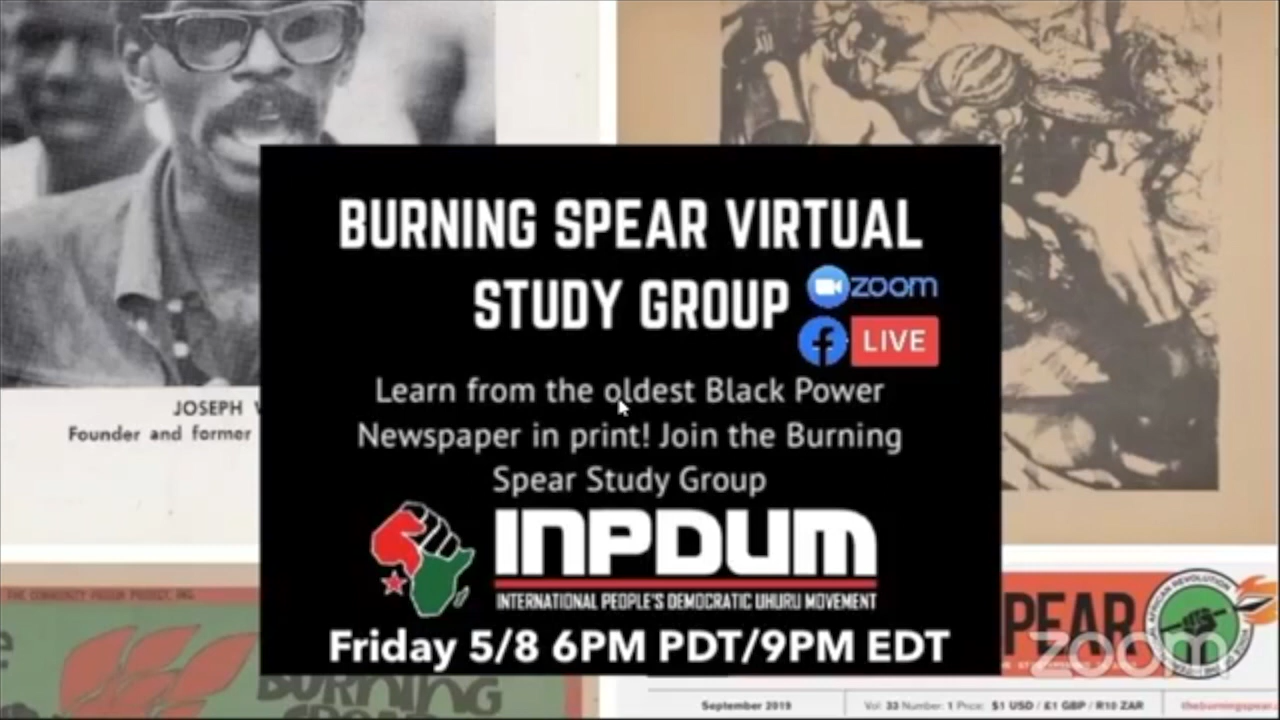 BURNING SPEAR VIRTUAL
STUDY GROUP
zoom
LIVE
Learn from the oldest Black Power
Newspaper in print! Join the Burning
Spear Study Group
INPDUM
INTERNATIONAL PEOPLE'S DEMOCRATIC UHURU MOVEMENT
Friday 5/8 6PM PDT/9PM EDT
JOSEPH
Founder and former
BURNING
PEAR
zoom
September 2019
Vol: 33 Number: 1 Price: $1 USD / £1 GBP / R10 ZAR
theburningspear